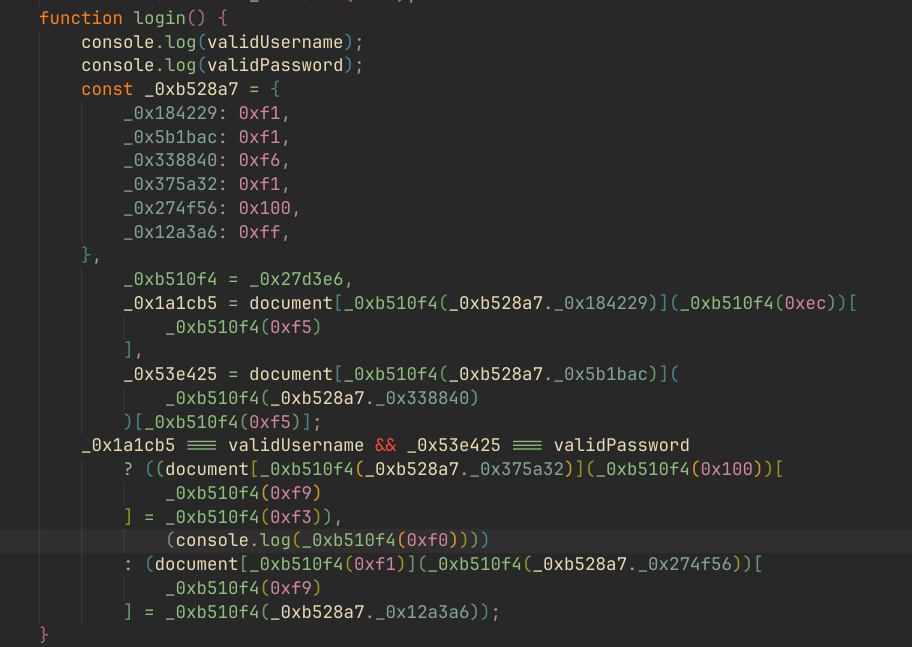 function login() {
    console.log(validUsername);
    console.log(validPassword);
    const _0xb528a7 = {
        _0x184229: 0xf1,
        _0x5b1bac: 0xf1,
        _0x338840: 0xf6,
        _0x375a32: 0xf1,
        _0x274f56: 0x100,
        _0x12a3a6: 0xff,
    },
        _0xb510f4 = _0x27d3e6,
        _0x1a1cb5 = document[_0xb510f4(_0xb528a7._0x184229)](_0xb510f4(0xec))[
            _0xb510f4(0xf5)
        ],
        _0x53e425 = document[_0xb510f4(_0xb528a7._0x5b1bac)](
            _0xb510f4(_0xb528a7._0x338840)
        )[_0xb510f4(0xf5)];
    _0x1a1cb5 === validUsername && _0x53e425 === validPassword
        ? ((document[_0xb510f4(_0xb528a7._0x375a32)](_0xb510f4(0x100))[
            _0xb510f4(0xf9)
        ] = _0xb510f4(0xf3)),
            (console.log(_0xb510f4(0xf0))))
        : (document[_0xb510f4(0xf1)](_0xb510f4(_0xb528a7._0x274f56))[
            _0xb510f4(0xf9)
        ] = _0xb510f4(_0xb528a7._0x12a3a6));
}